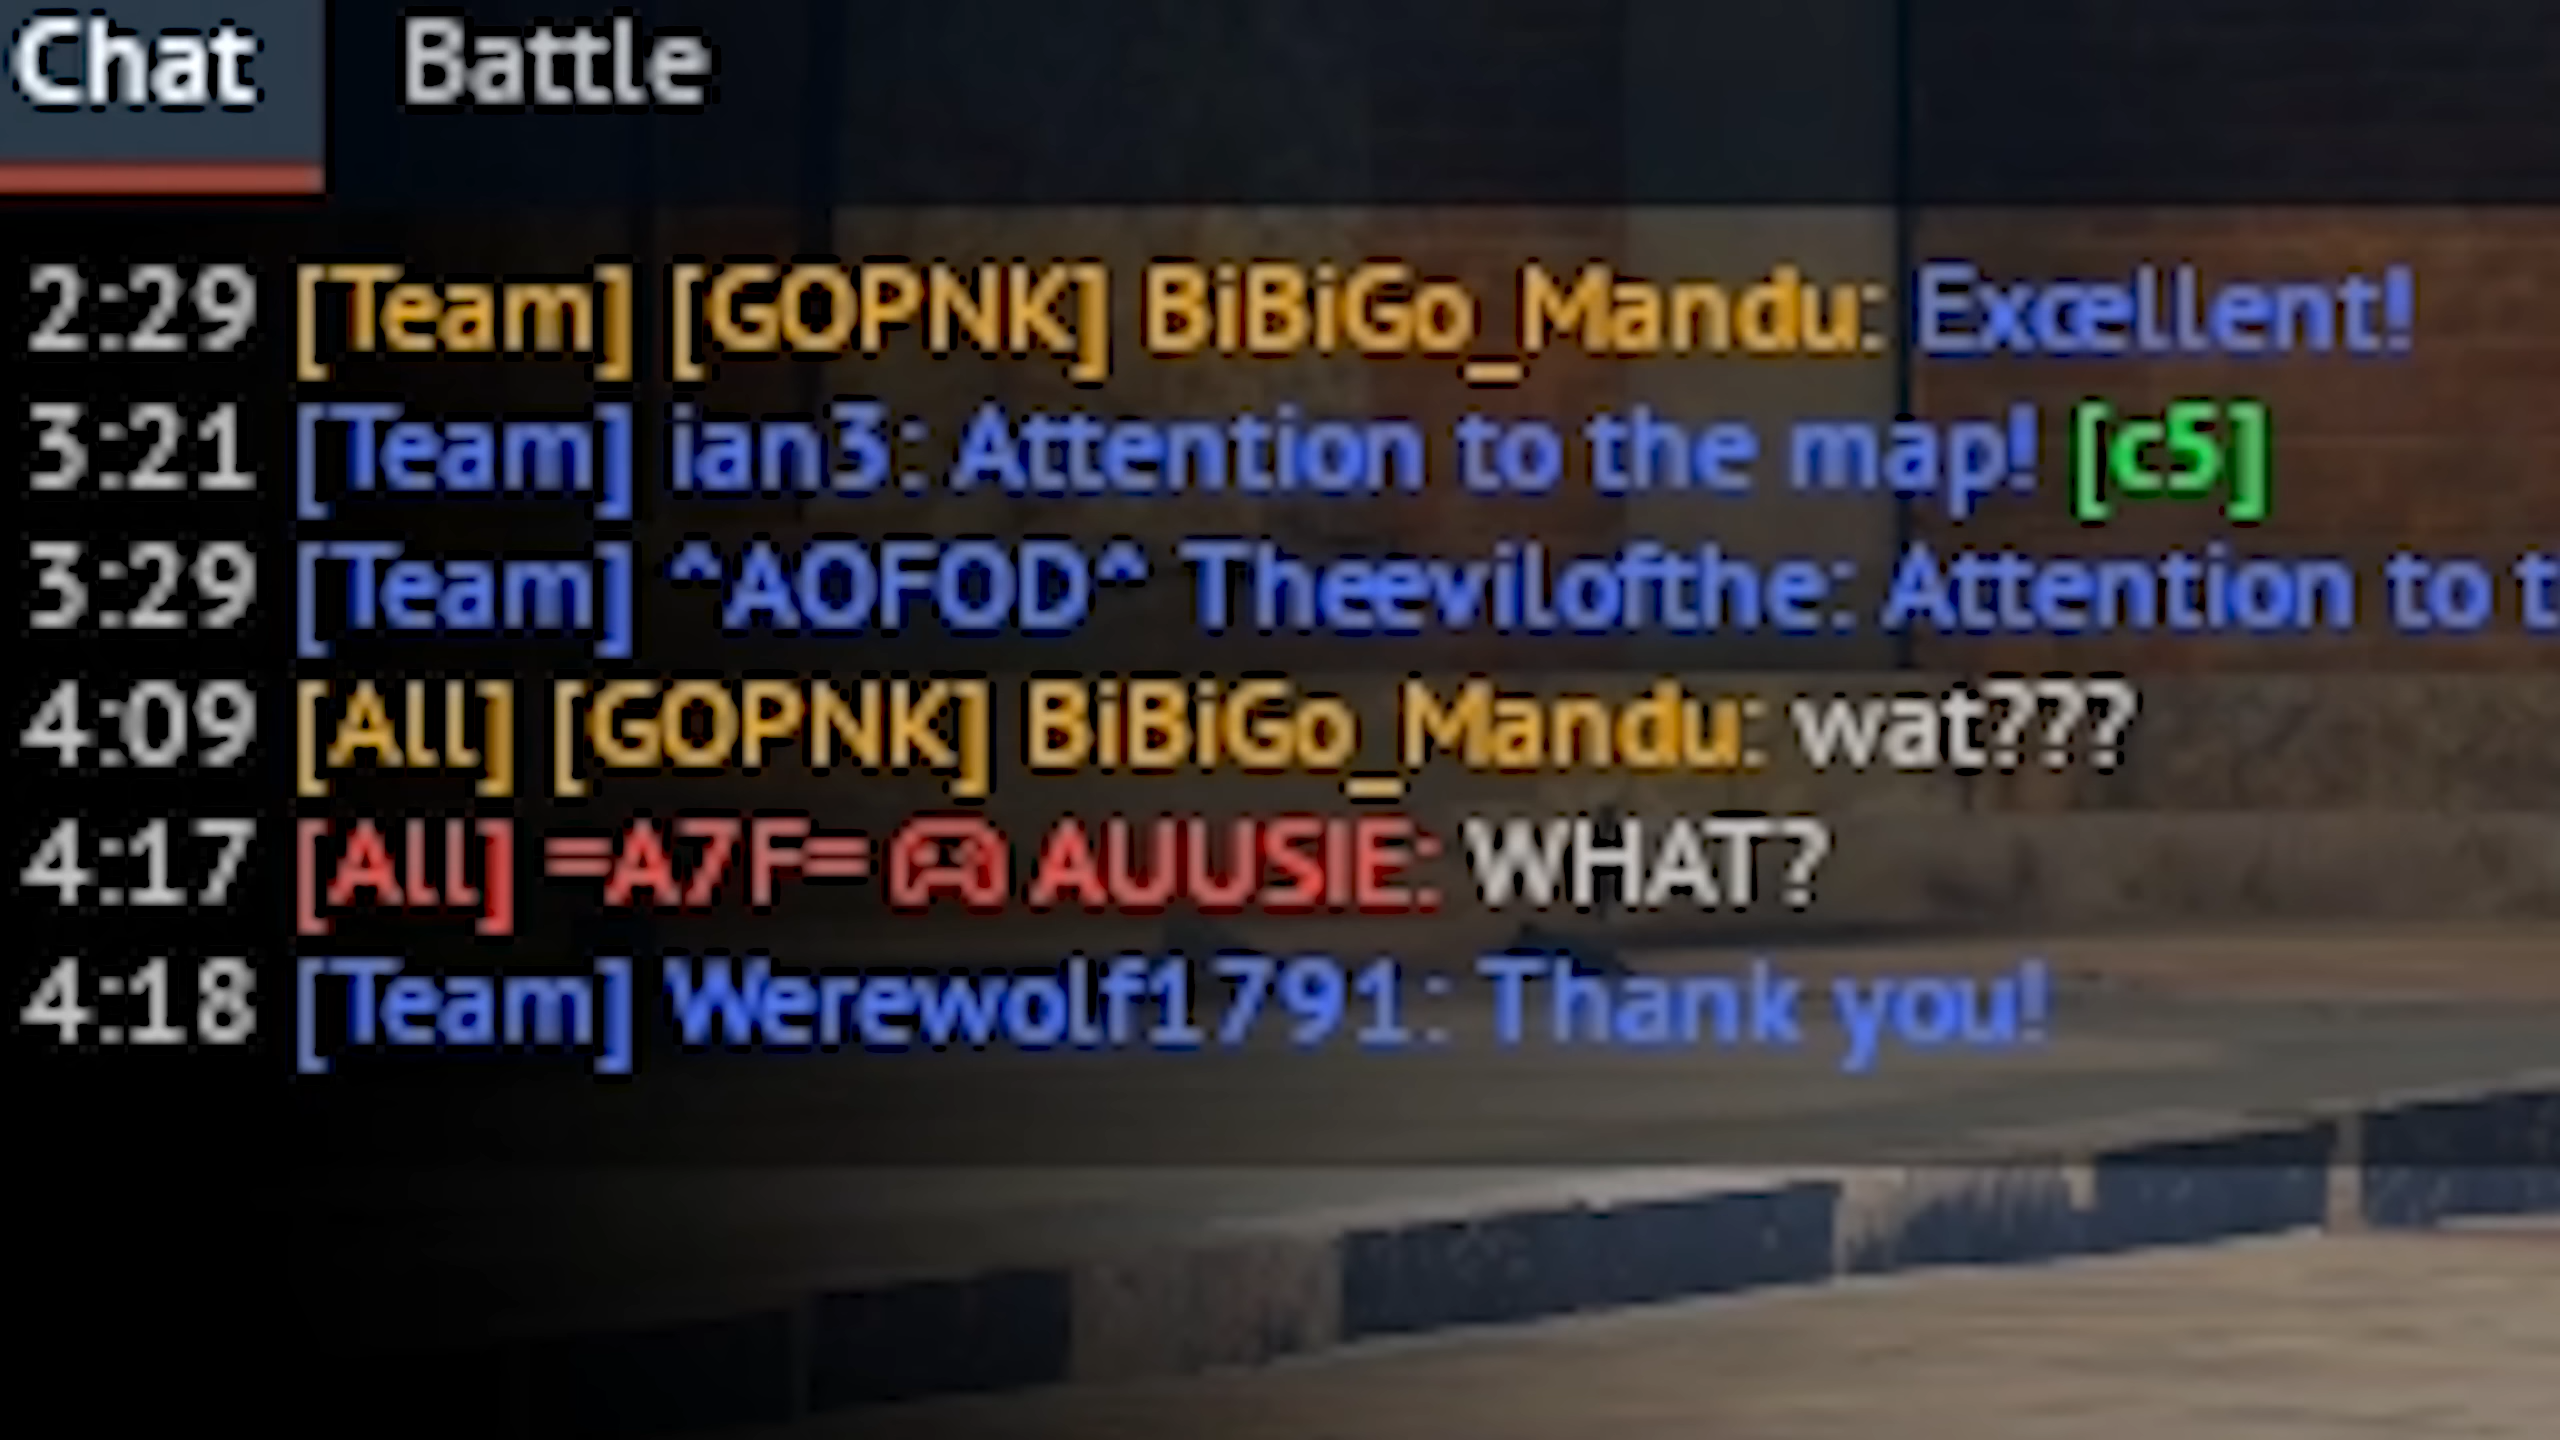 Chat Battle
2:29 [Team] [GOPNK] BiBiGo_Mandu: Excellent!
3:21 [Team] ian3: Attention to the map! [c5]
3:29 [Team] ^AOFOD^ Theevilofthe: Attention to t
4:09 [All] [GOPNK] BiBiGo_Mandu: wat???
4:17 [All] =A7F= 🎮 AUUSIE: WHAT?
4:18 [Team] Werewolf1791: Thank you!